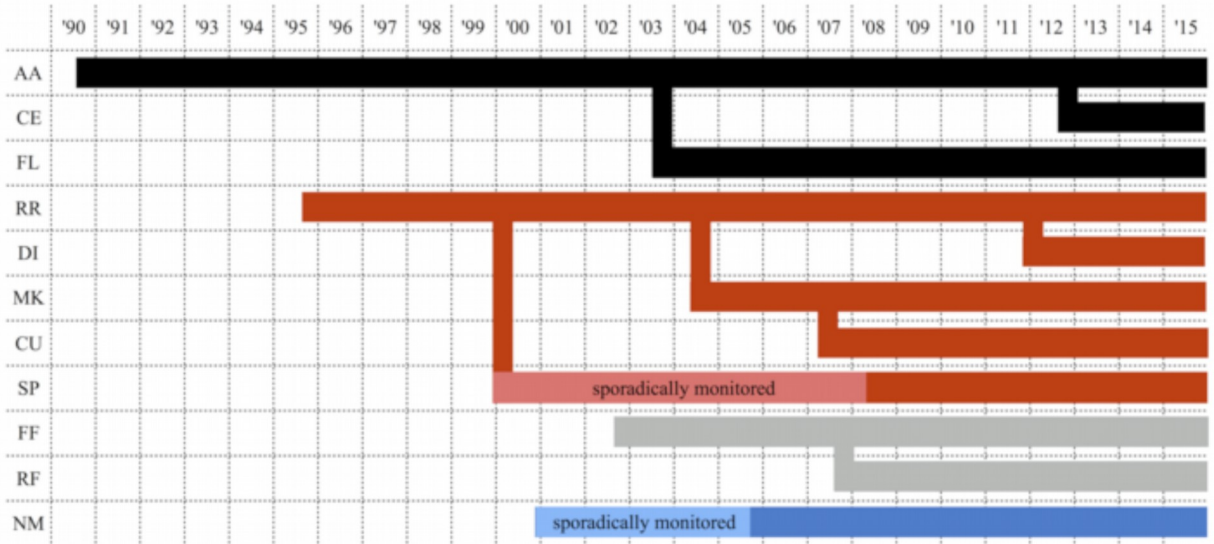 '90 '91 '92 '93 '94 '95 '96 '97 '98 '99 '00 '01 '02 '03 '04 '05 '06 '07 '08 '09 '10 '11 '12 '13 '14 '15
AA
CE
FL
RR
DI
MK
CU
SP sporadically monitored
FF
RF
NM sporadically monitored